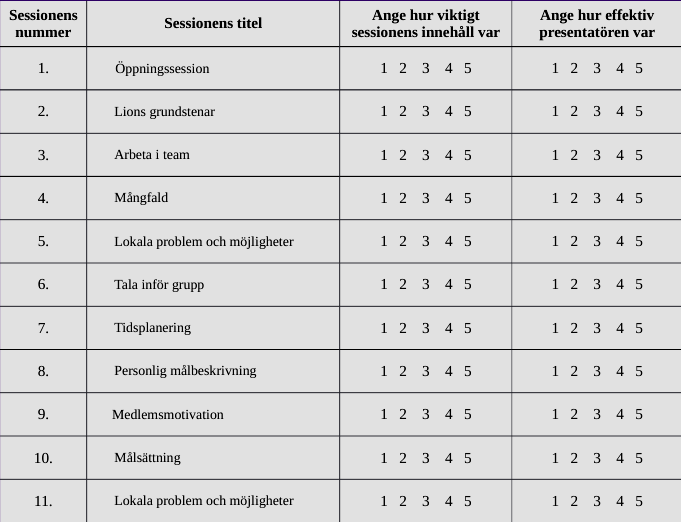 Sessionens nummer Sessionens titel Ange hur viktigt sessionens innehåll var Ange hur effektiv presentatören var
1. Öppningssession 1 2 3 4 5 1 2 3 4 5
2. Lions grundstenar 1 2 3 4 5 1 2 3 4 5
3. Arbeta i team 1 2 3 4 5 1 2 3 4 5
4. Mångfald 1 2 3 4 5 1 2 3 4 5
5. Lokala problem och möjligheter 1 2 3 4 5 1 2 3 4 5
6. Tala inför grupp 1 2 3 4 5 1 2 3 4 5
7. Tidsplanering 1 2 3 4 5 1 2 3 4 5
8. Personlig målbeskrivning 1 2 3 4 5 1 2 3 4 5
9. Medlemsmotivation 1 2 3 4 5 1 2 3 4 5
10. Målsättning 1 2 3 4 5 1 2 3 4 5
11. Lokala problem och möjligheter 1 2 3 4 5 1 2 3 4 5